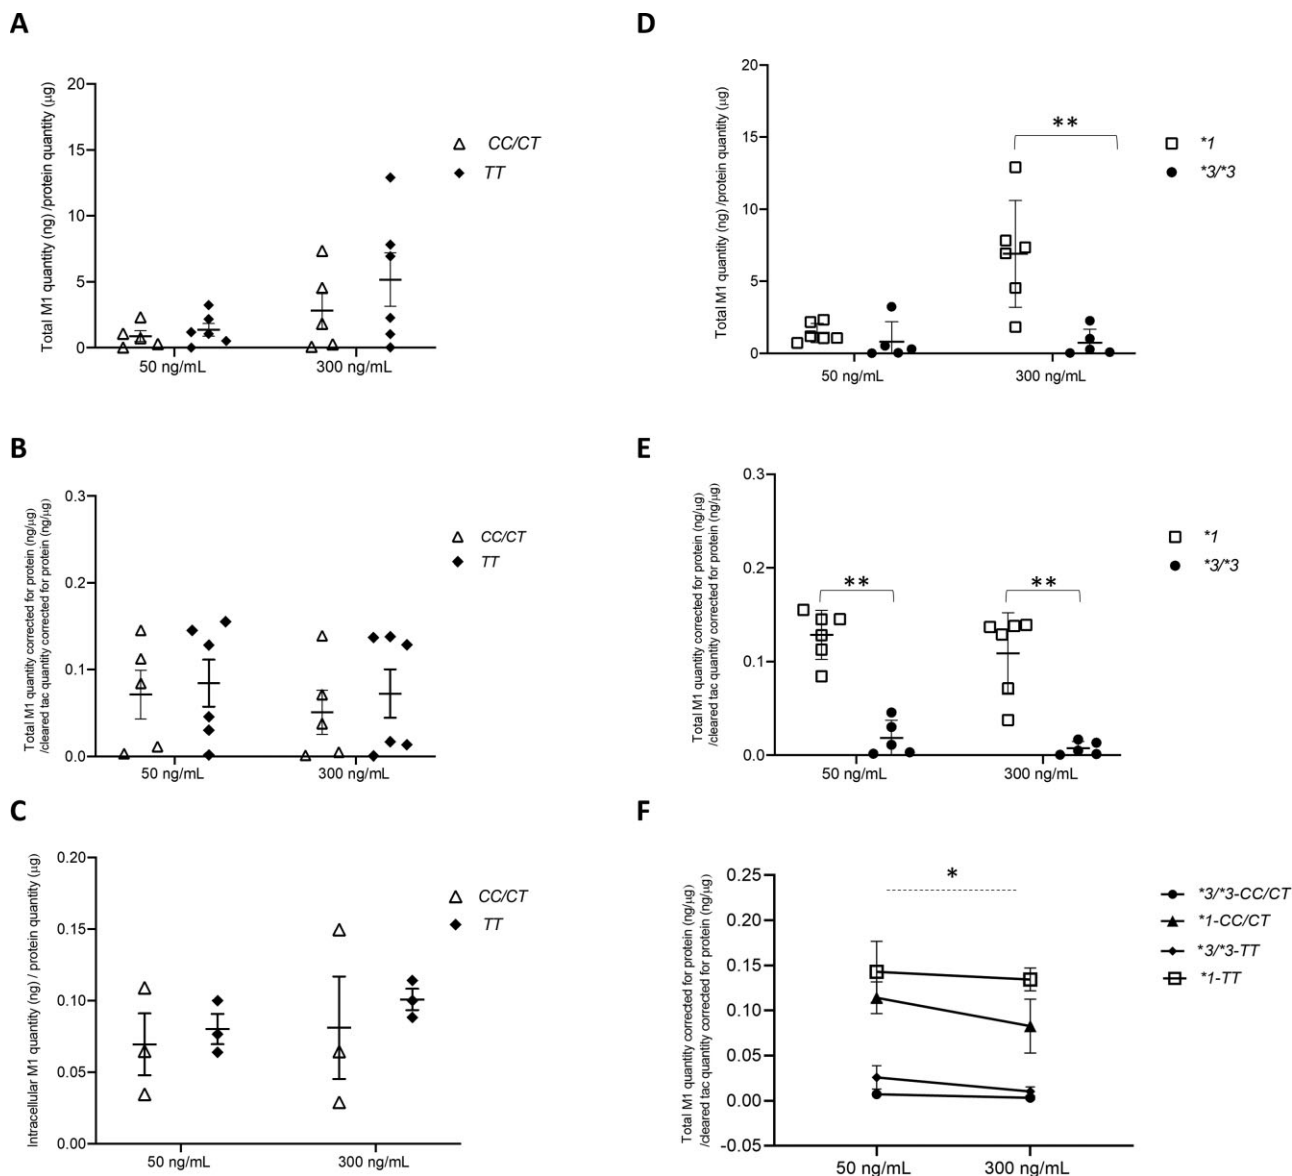 A
Total M1 quantity (ng) /protein quantity (μg)
20
15
10
5
0
50 ng/mL
300 ng/mL
CC/CT
TT
D
Total M1 quantity (ng) /protein quantity (μg)
20
15
10
5
0
50 ng/mL
300 ng/mL
**
*1
*3/*3
B
Total M1 quantity corrected for protein (ng/μg)
/cleared tac quantity corrected for protein (ng/μg)
0.3
0.2
0.1
0.0
50 ng/mL
300 ng/mL
CC/CT
TT
E
Total M1 quantity corrected for protein (ng/μg)
/cleared tac quantity corrected for protein (ng/μg)
0.3
0.2
0.1
0.0
50 ng/mL
300 ng/mL
**
**
*1
*3/*3
C
Intracellular M1 quantity (ng) / protein quantity (μg)
0.20
0.15
0.10
0.05
0.00
50 ng/mL
300 ng/mL
CC/CT
TT
F
Total M1 quantity corrected for protein (ng/μg)
/cleared tac quantity corrected for protein (ng/μg)
0.25
0.20
0.15
0.10
0.05
0.00
-0.05
50 ng/mL
300 ng/mL
*
*3/*3-CC/CT
*1-CC/CT
*3/*3-TT
*1-TT